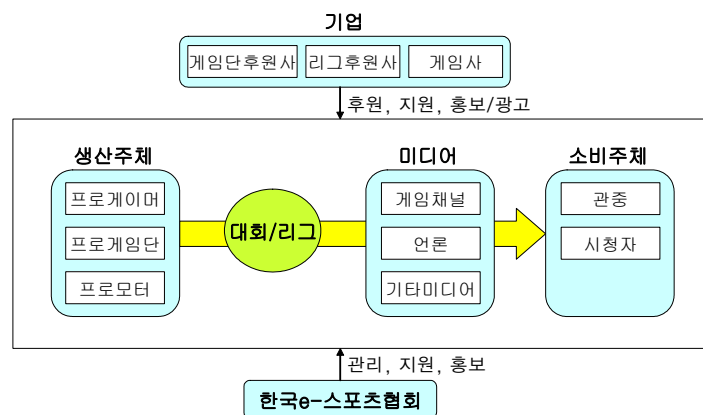 기업
게임단후원사 리그후원사 게임사
후원, 지원, 홍보/광고
생산주체
프로게이머
프로게임단
프로모터
대회/리그
미디어
게임채널
언론
기타미디어
소비주체
관중
시청자
관리, 지원, 홍보
한국e-스포츠협회